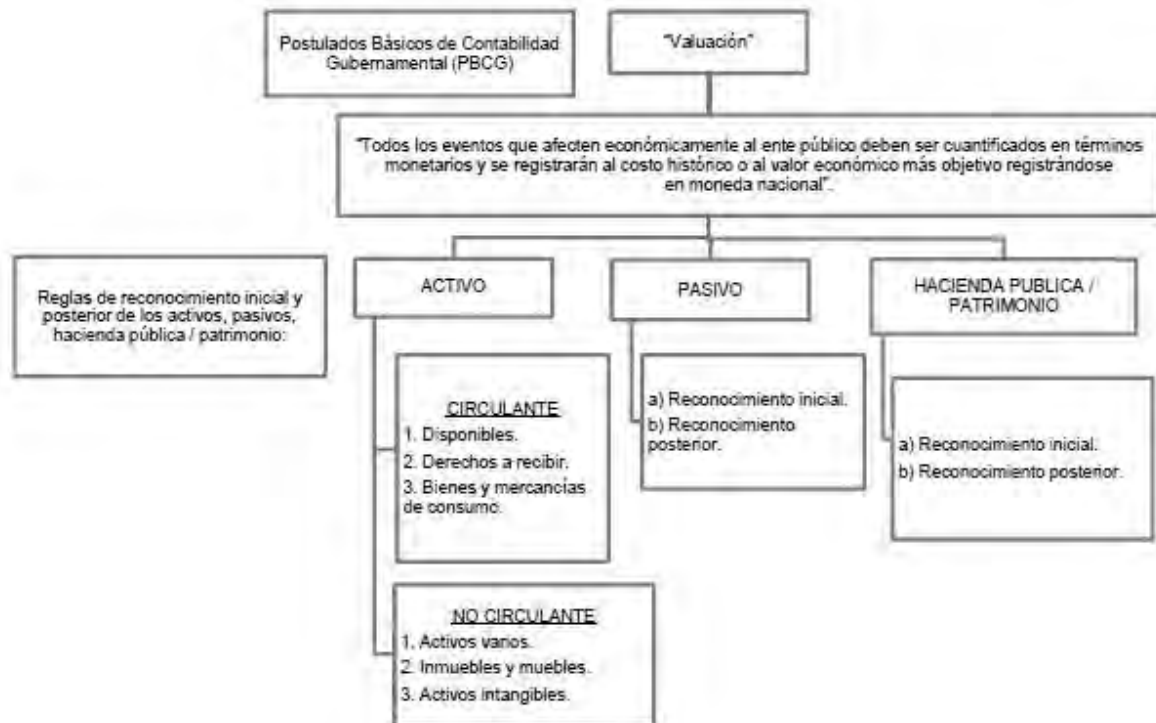 Postulados Básicos de Contabilidad
Gubernamental (PBCG)
"Valuación"
"Todos los eventos que afecten económicamente al ente público deben ser cuantificados en términos
monetarios y se registrarán al costo histórico o al valor económico más objetivo registrándose
en moneda nacional".
Reglas de reconocimiento inicial y
posterior de los activos, pasivos,
hacienda pública / patrimonio:
ACTIVO
CIRCULANTE
1. Disponibles.
2. Derechos a recibir.
3. Bienes y mercancías
de consumo.
NO CIRCULANTE
1. Activos varios.
2. Inmuebles y muebles.
3. Activos intangibles.
PASIVO
a) Reconocimiento inicial.
b) Reconocimiento
posterior.
HACIENDA PUBLICA /
PATRIMONIO
a) Reconocimiento inicial.
b) Reconocimiento posterior.